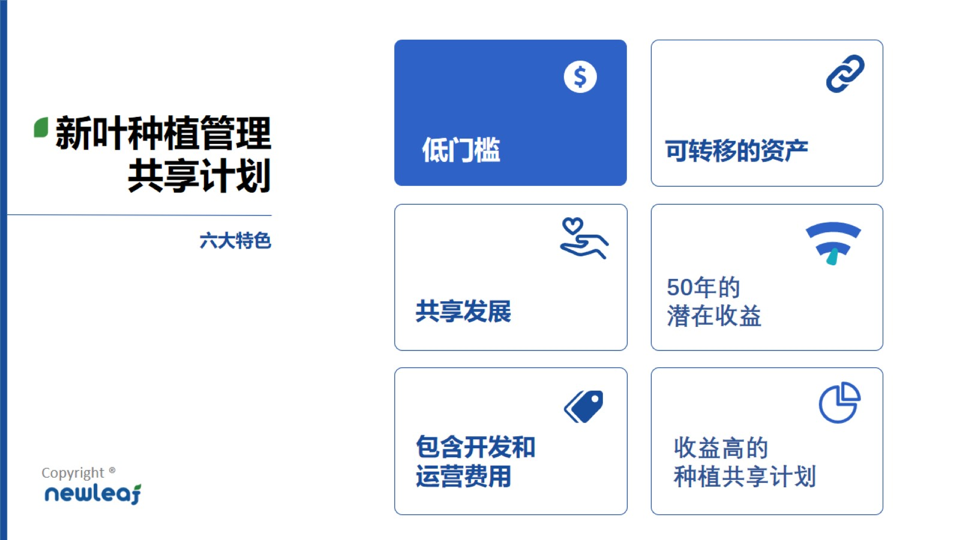 新叶种植管理
共享计划
六大特色
$
低门槛
可转移的资产
共享发展
50年的
潜在收益
包含开发和
运营费用
收益高的
种植共享计划
Copyright ®
newleaf